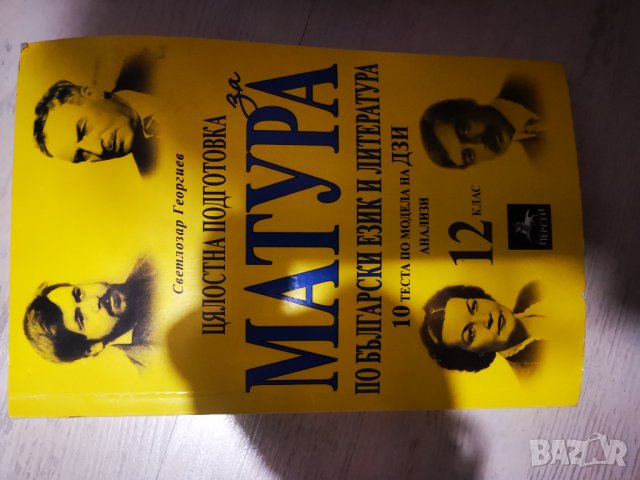 Светлозар Георгиев
ЦЯЛОСТНА ПОДГОТОВКА
за
МАТУРА
ПО БЪЛГАРСКИ ЕЗИК И ЛИТЕРАТУРА
10 ТЕСТА ПО МОДЕЛА НА ДЗИ
АНАЛИЗИ
12 КЛАС
ПЕРСЕЙ
BAZAR